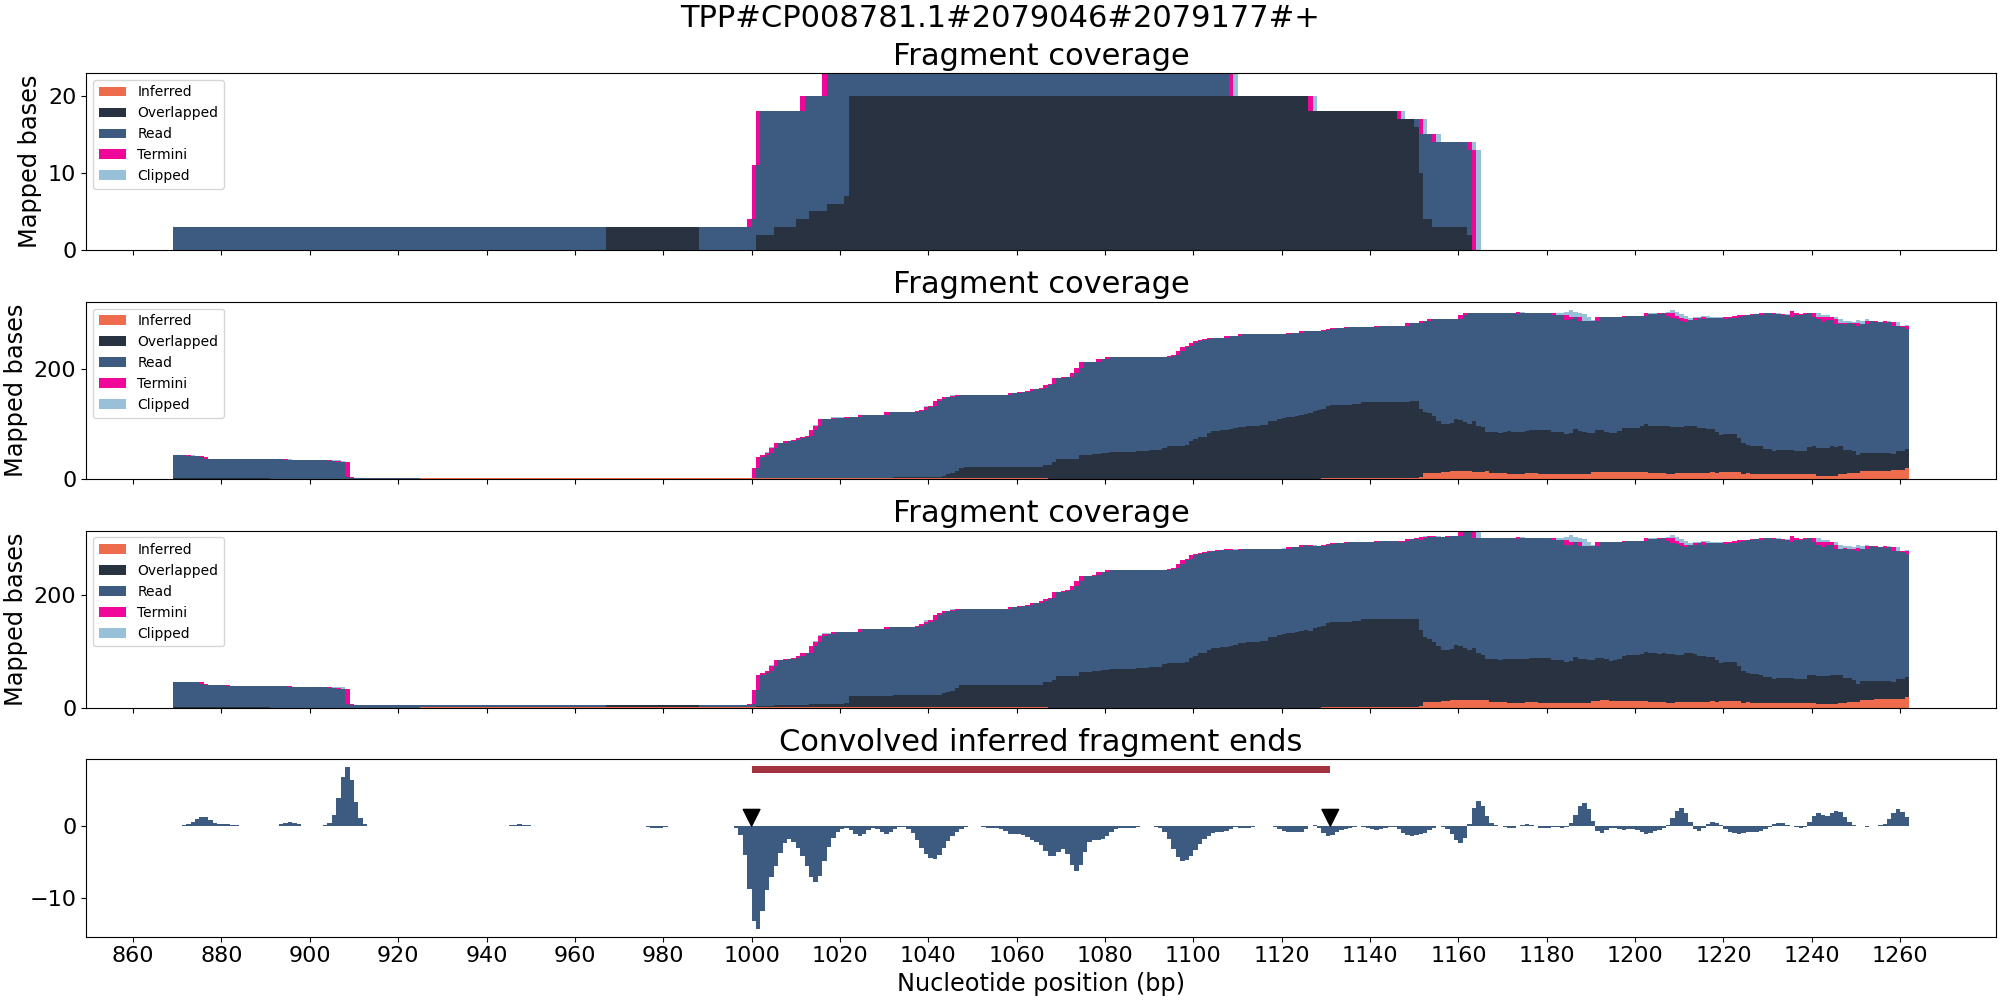 TPP#CP008781.1#2079046#2079177#+
Fragment coverage
Mapped bases
20
10
0
Inferred
Overlapped
Read
Termini
Clipped
Fragment coverage
Mapped bases
200
0
Inferred
Overlapped
Read
Termini
Clipped
Fragment coverage
Mapped bases
200
0
Inferred
Overlapped
Read
Termini
Clipped
Convolved inferred fragment ends
0
−10
860 880 900 920 940 960 980 1000 1020 1040 1060 1080 1100 1120 1140 1160 1180 1200 1220 1240 1260
Nucleotide position (bp)